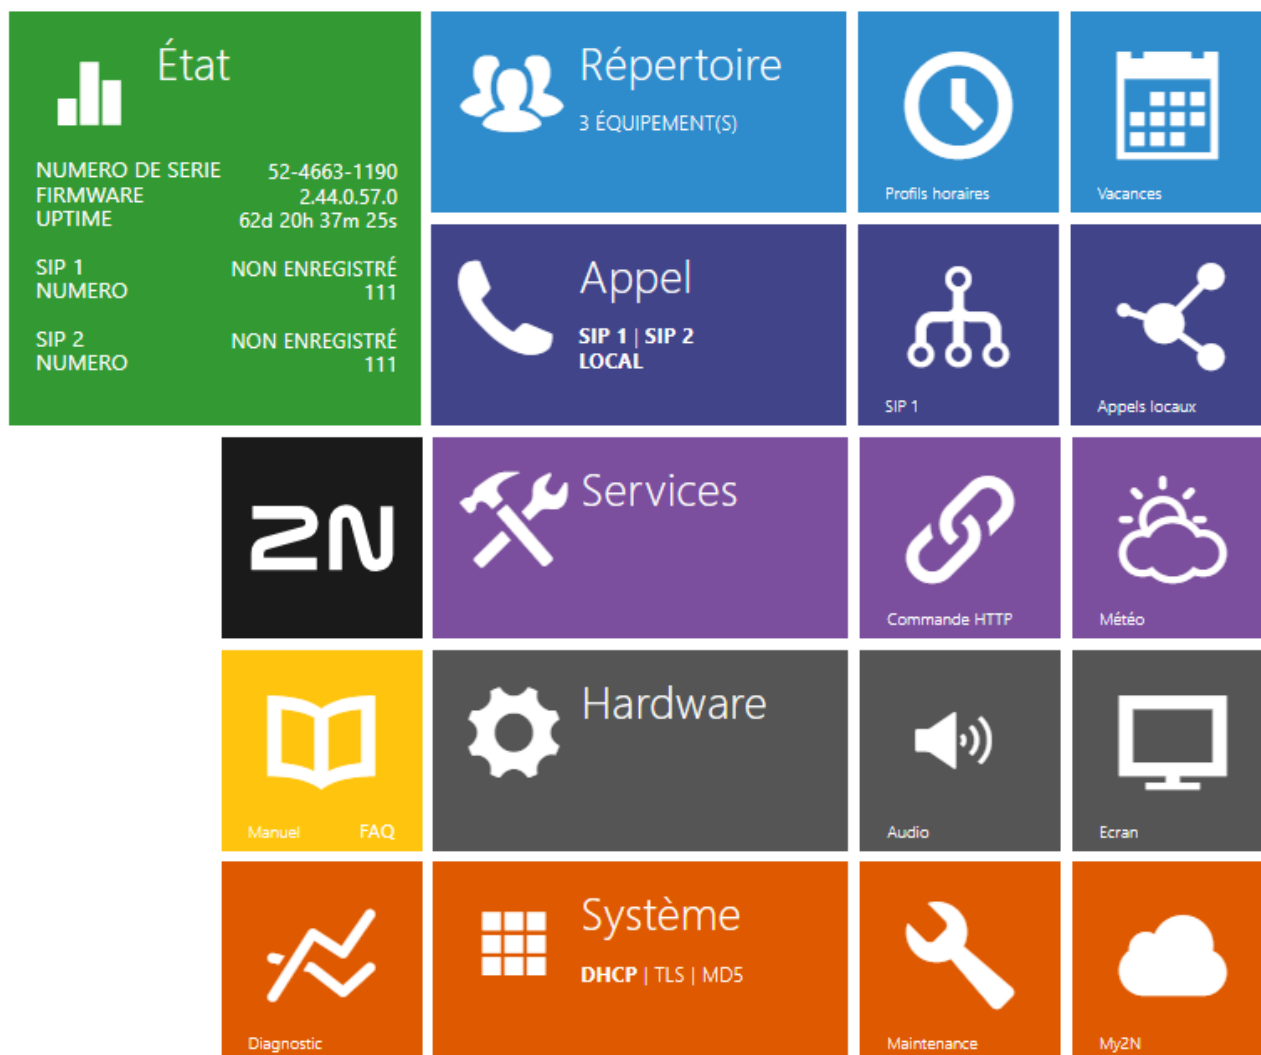 État
NUMERO DE SERIE 52-4663-1190
FIRMWARE 2.44.0.57.0
UPTIME 62d 20h 37m 25s
SIP 1 NON ENREGISTRÉ
NUMERO 111
SIP 2 NON ENREGISTRÉ
NUMERO 111
Répertoire
3 ÉQUIPEMENT(S)
Profils horaires
Vacances
Appel
SIP 1 | SIP 2
LOCAL
SIP 1
Appels locaux
2N
Services
Commande HTTP
Météo
Manuel FAQ
Hardware
Audio
Ecran
Diagnostic
Système
DHCP | TLS | MD5
Maintenance
My2N